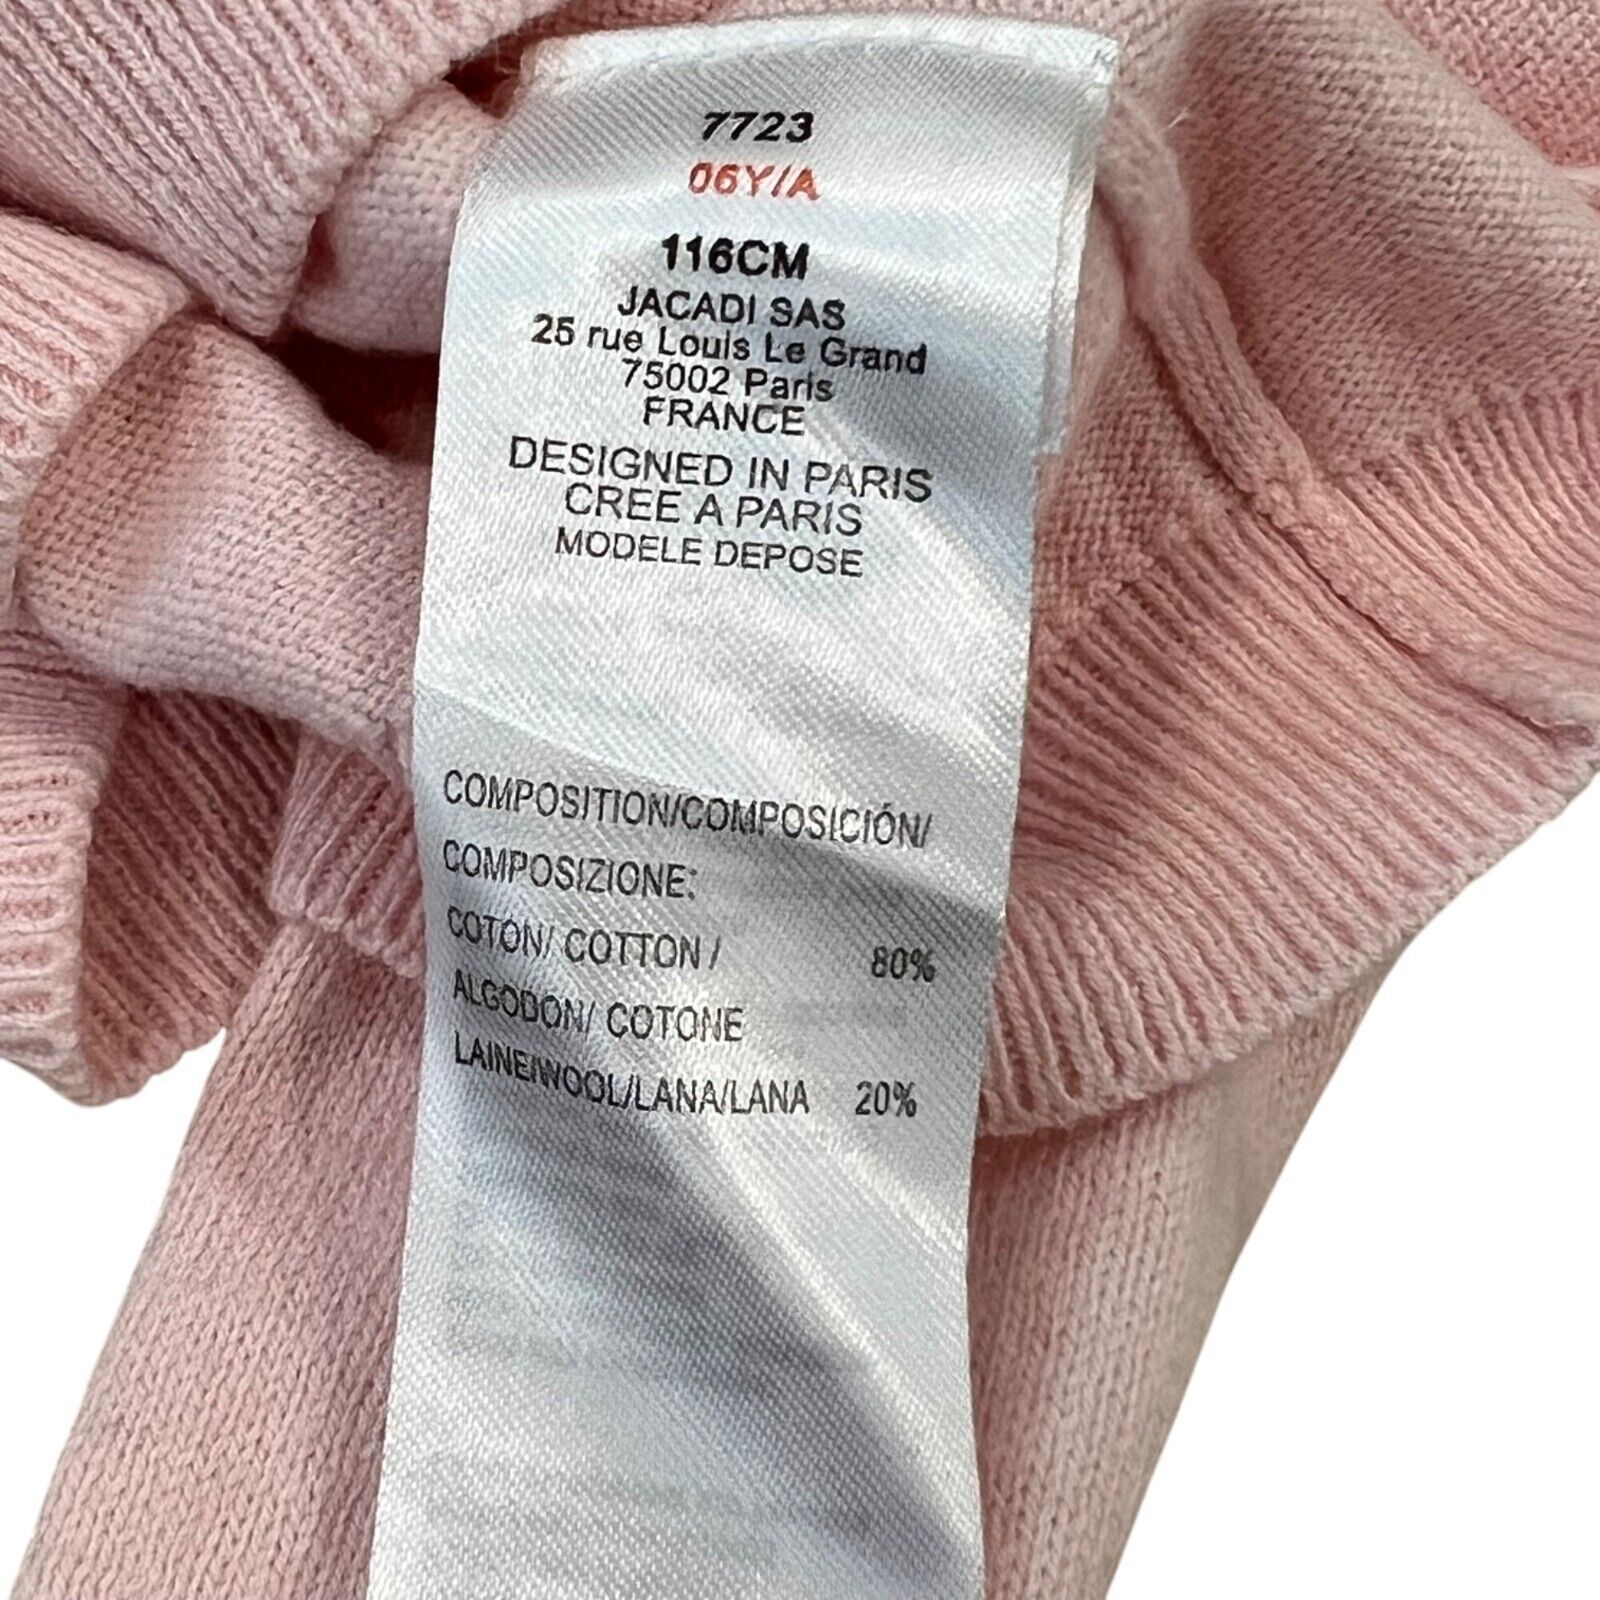 7723
06Y/A
116CM
JACADI SAS
25 rue Louis Le Grand
75002 Paris
FRANCE
DESIGNED IN PARIS
CREE A PARIS
MODELE DEPOSE
COMPOSITION/COMPOSICIÓN/
COMPOSIZIONE:
COTON/ COTTON / 80%
ALGODON/ COTONE
LAINE/WOOL/LANA/LANA 20%